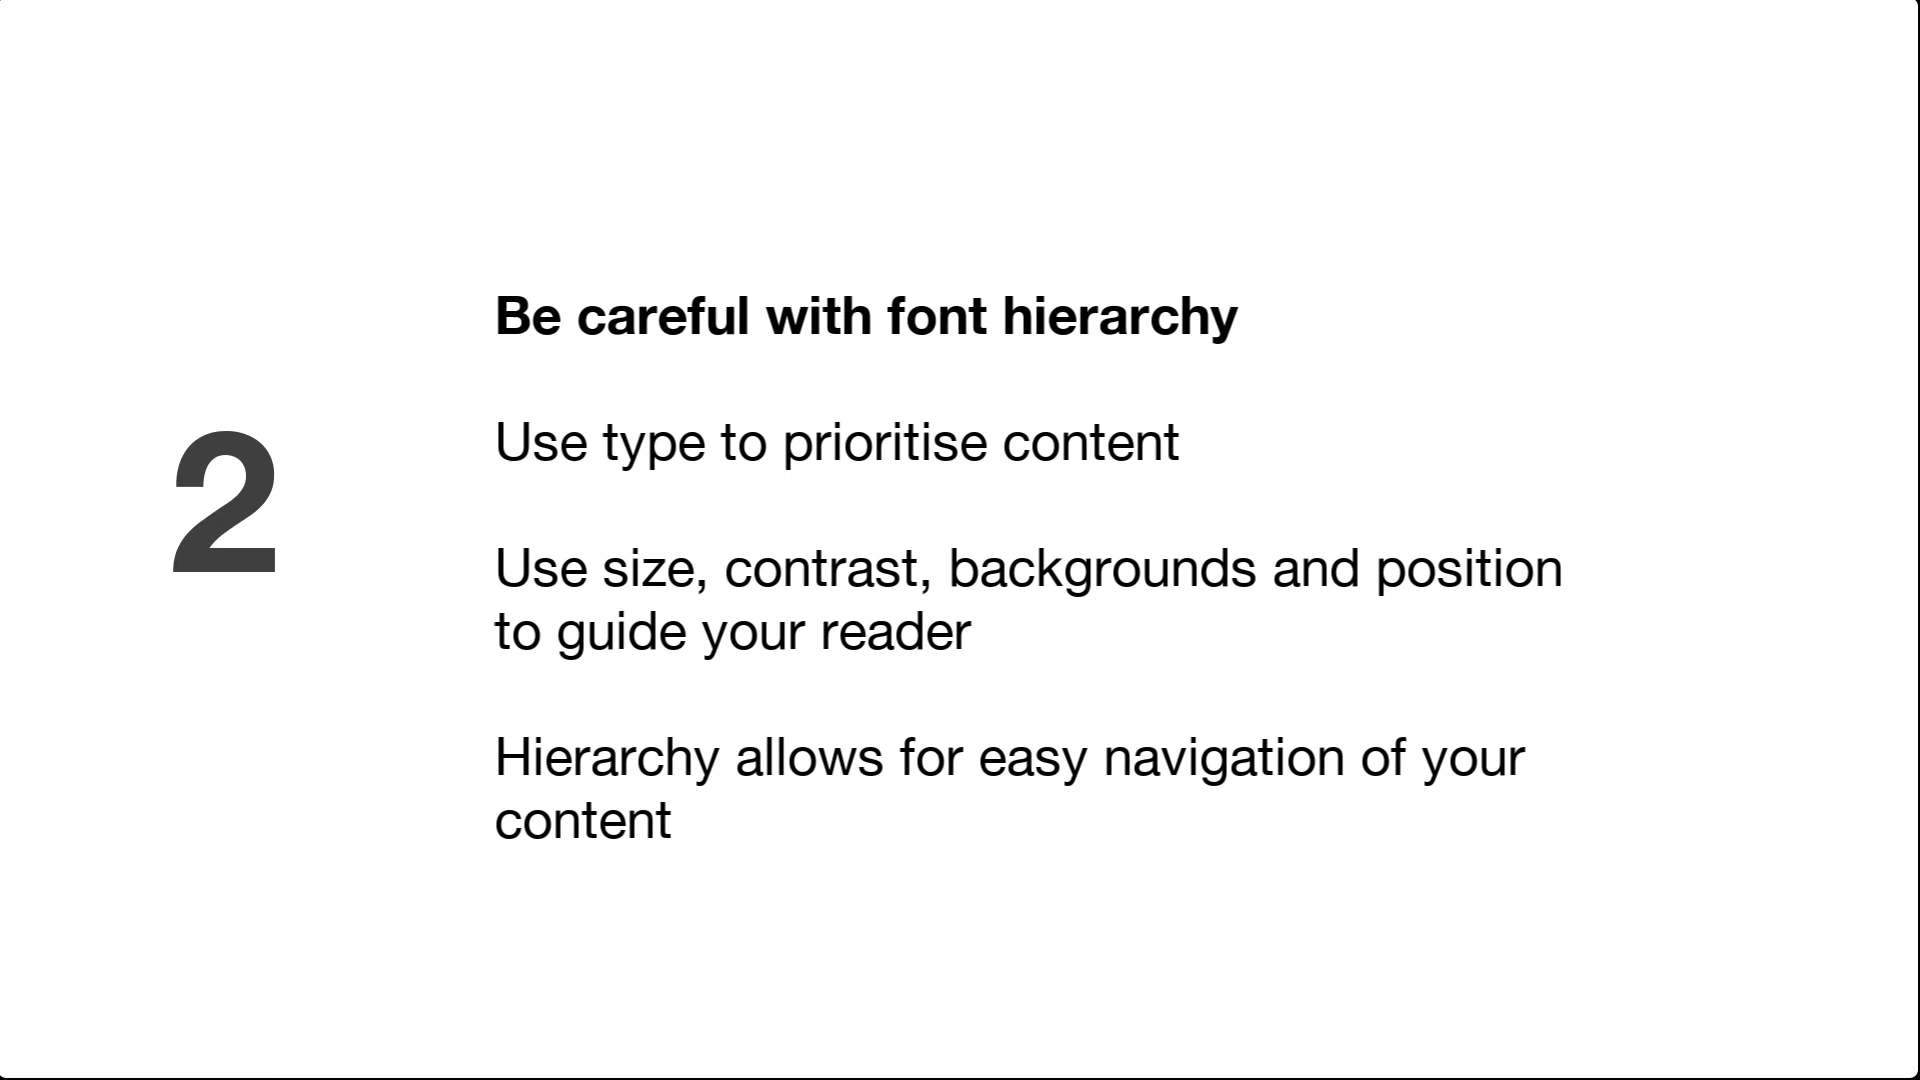 2
Be careful with font hierarchy
Use type to prioritise content
Use size, contrast, backgrounds and position
to guide your reader
Hierarchy allows for easy navigation of your
content